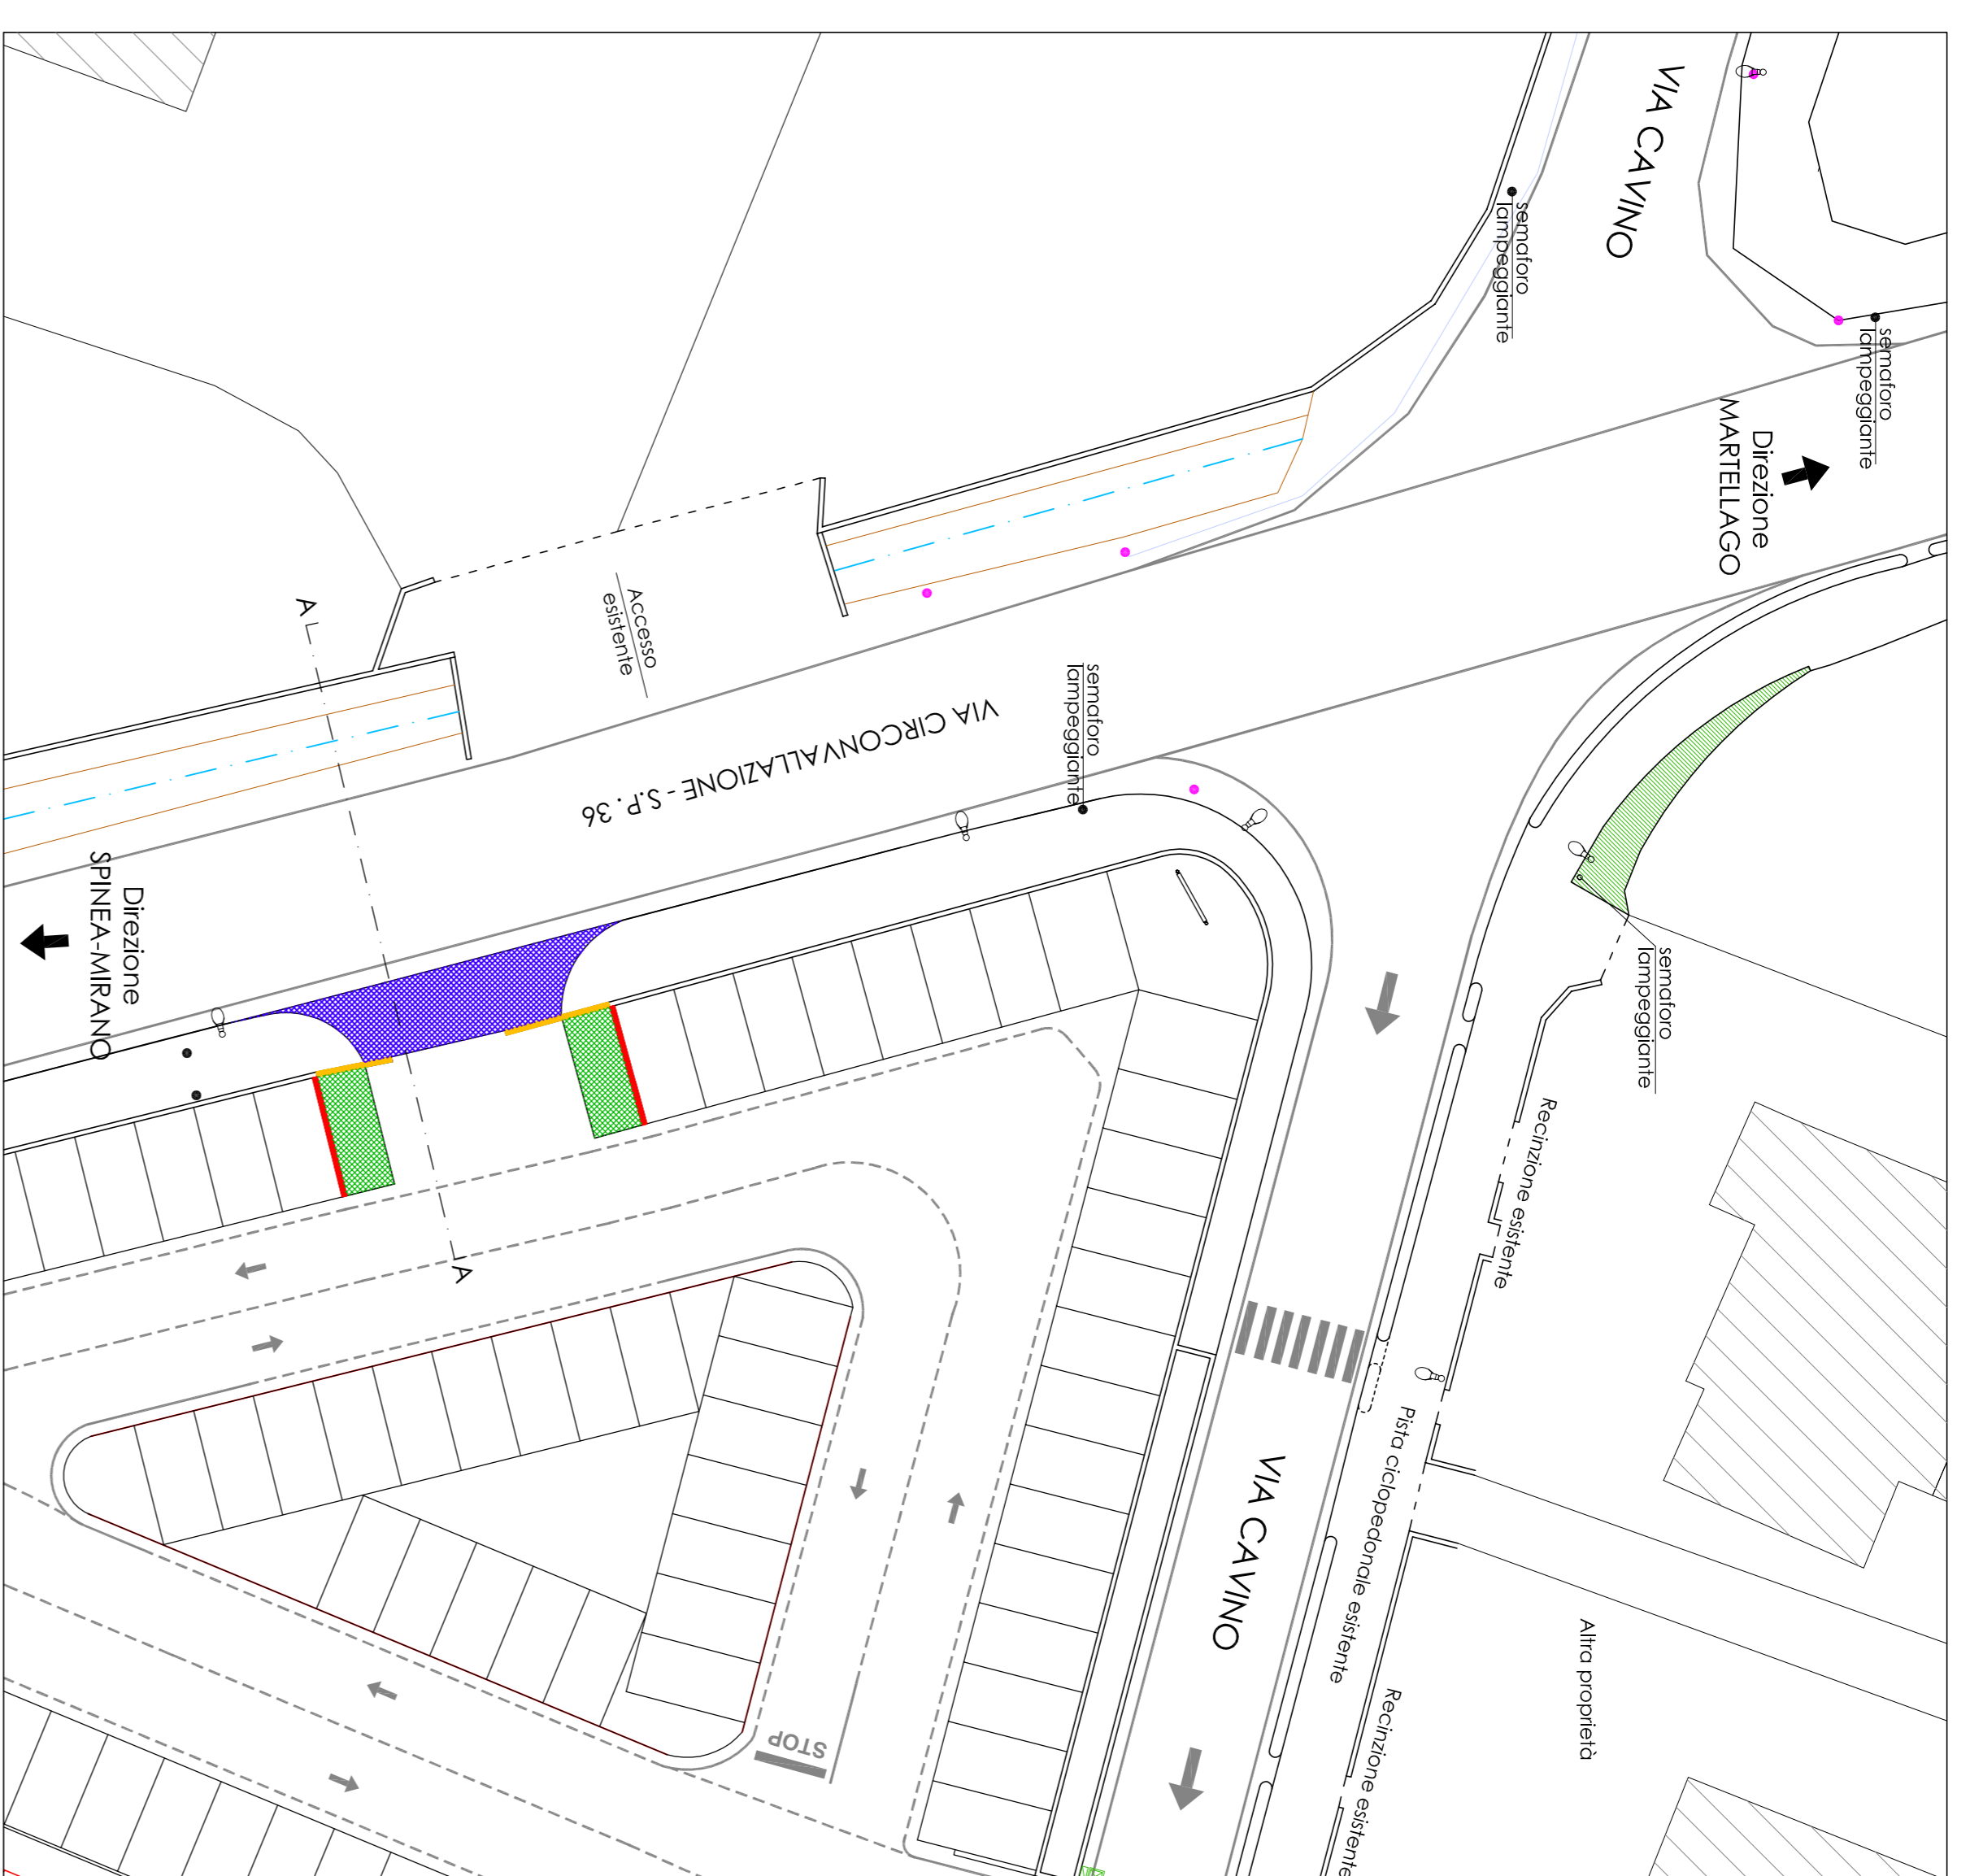 VIA CAVINO
semaforo
lampeggiante
semaforo
lampeggiante
Direzione
MARTELLAGO
Accesso
esistente
A
semaforo
lampeggiante
VIA CIRCONVALLAZIONE - S.P. 36
Direzione
SPINEA-MIRANO
semaforo
lampeggiante
Recinzione esistente
A
Pista ciclopedonale esistente
VIA CAVINO
Altra proprietà
Recinzione esistente
STOP